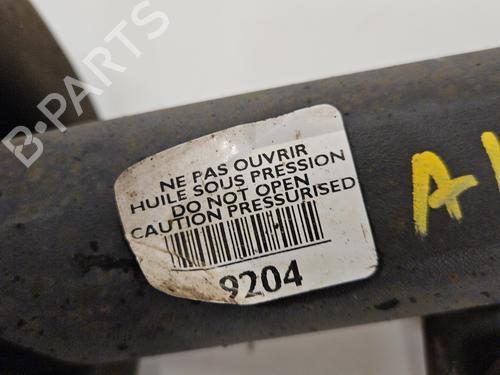 B-PARTS
NE PAS OUVRIR
HUILE SOUS PRESSION
DO NOT OPEN
CAUTION PRESSURISED
9204